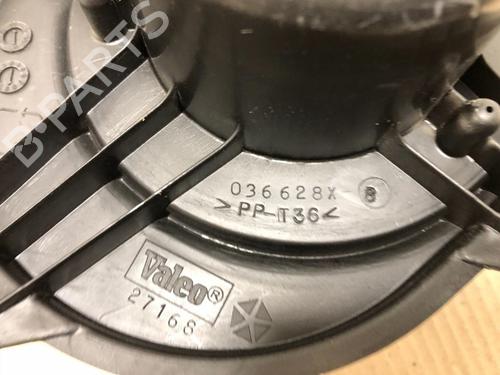 B-PARTS
036628X B
>PP-T36<
Valeo®
27168